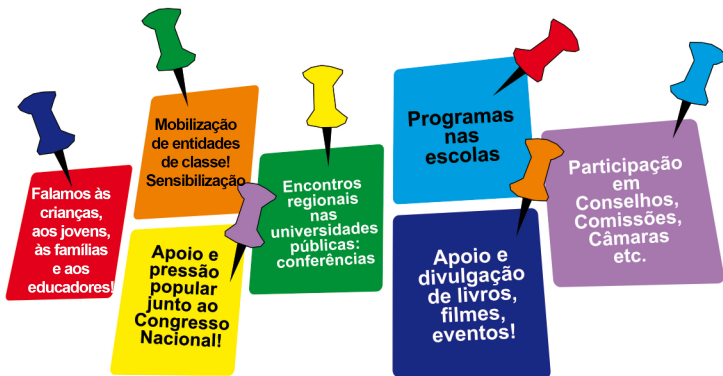 Falamos às
crianças,
aos jovens,
às famílias
e aos
educadores!
Mobilização
de entidades
de classe!
Sensibilização
Apoio e
pressão
popular
junto ao
Congresso
Nacional!
Encontros
regionais
nas
universidades
públicas:
conferências
Programas
nas
escolas
Apoio e
divulgação
de livros,
filmes,
eventos!
Participação
em
Conselhos,
Comissões,
Câmaras
etc.